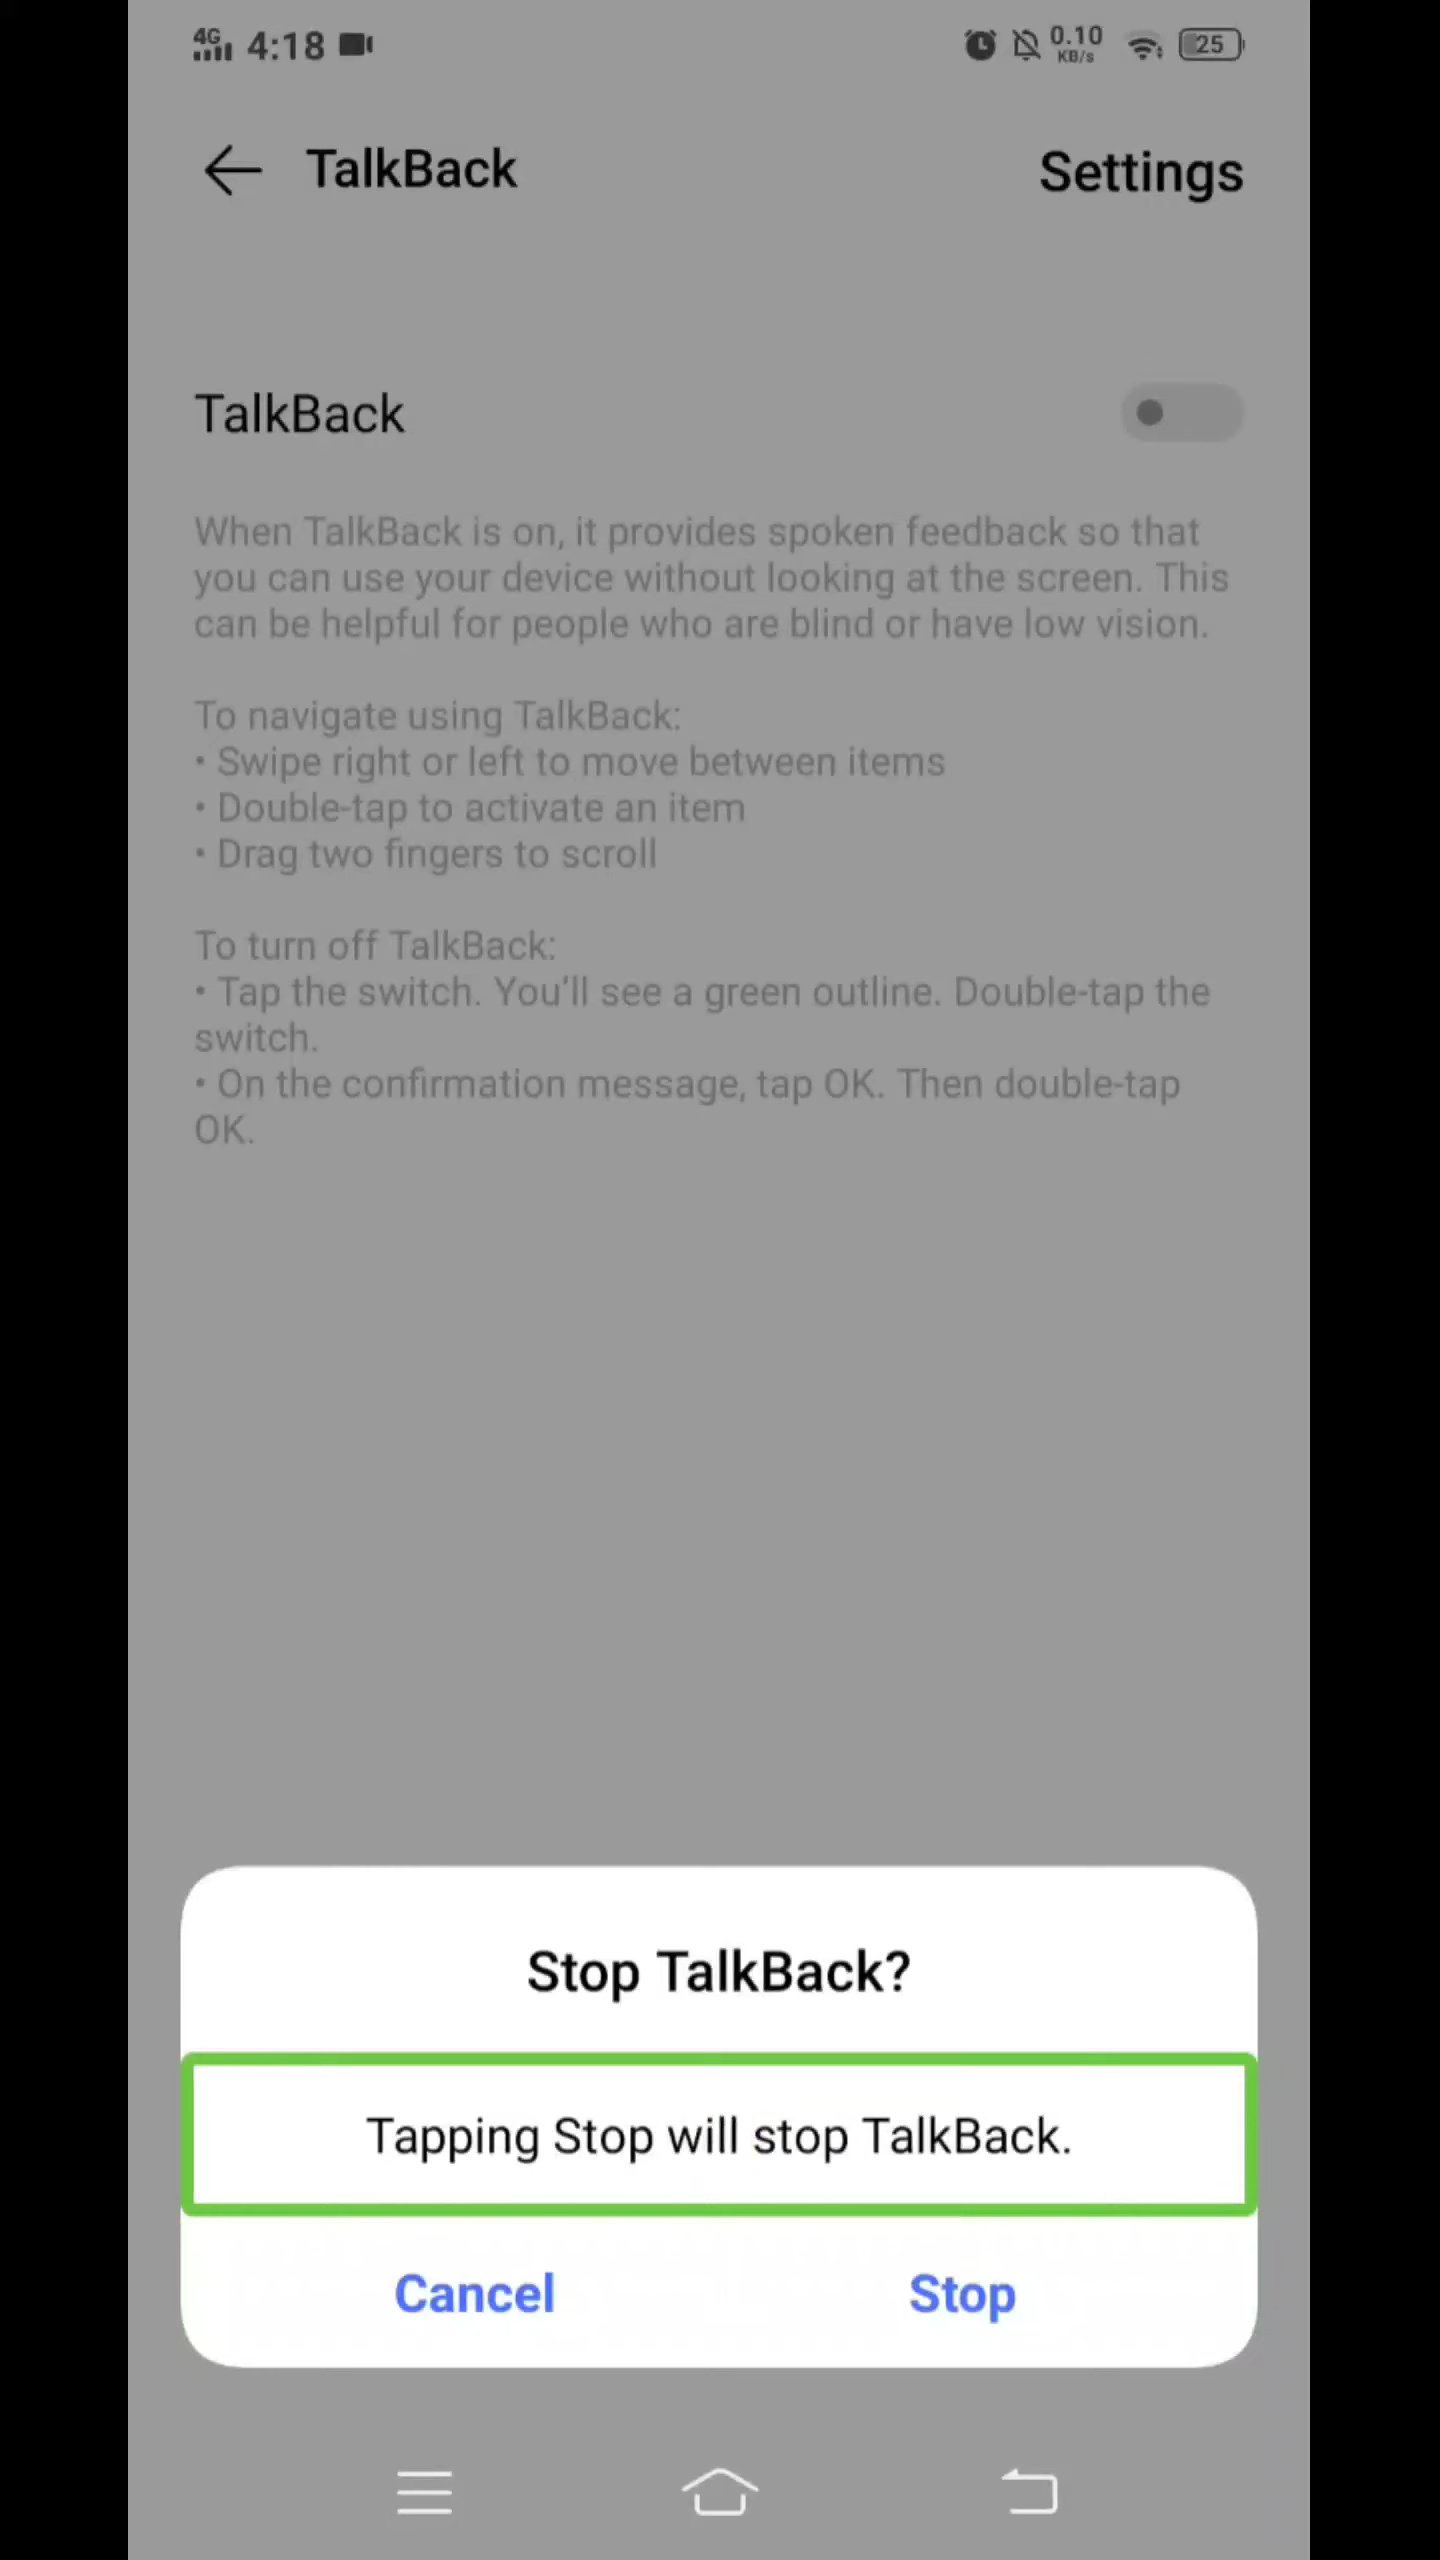 4G 4:18 0.10 KB/s 25
TalkBack Settings
TalkBack
When TalkBack is on, it provides spoken feedback so that
you can use your device without looking at the screen. This
can be helpful for people who are blind or have low vision.
To navigate using TalkBack:
• Swipe right or left to move between items
• Double-tap to activate an item
• Drag two fingers to scroll
To turn off TalkBack:
• Tap the switch. You'll see a green outline. Double-tap the
switch.
• On the confirmation message, tap OK. Then double-tap
OK.
Stop TalkBack?
Tapping Stop will stop TalkBack.
Cancel Stop